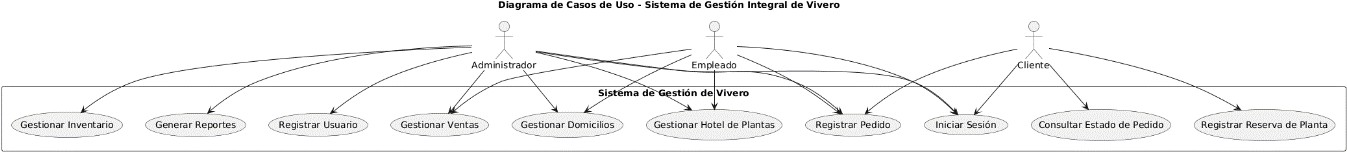 Diagrama de Casos de Uso - Sistema de Gestión Integral de Vivero
Administrador
Empleado
Cliente
Sistema de Gestión de Vivero
Gestionar Inventario
Generar Reportes
Registrar Usuario
Gestionar Ventas
Gestionar Domicilios
Gestionar Hotel de Plantas
Registrar Pedido
Iniciar Sesión
Consultar Estado de Pedido
Registrar Reserva de Planta